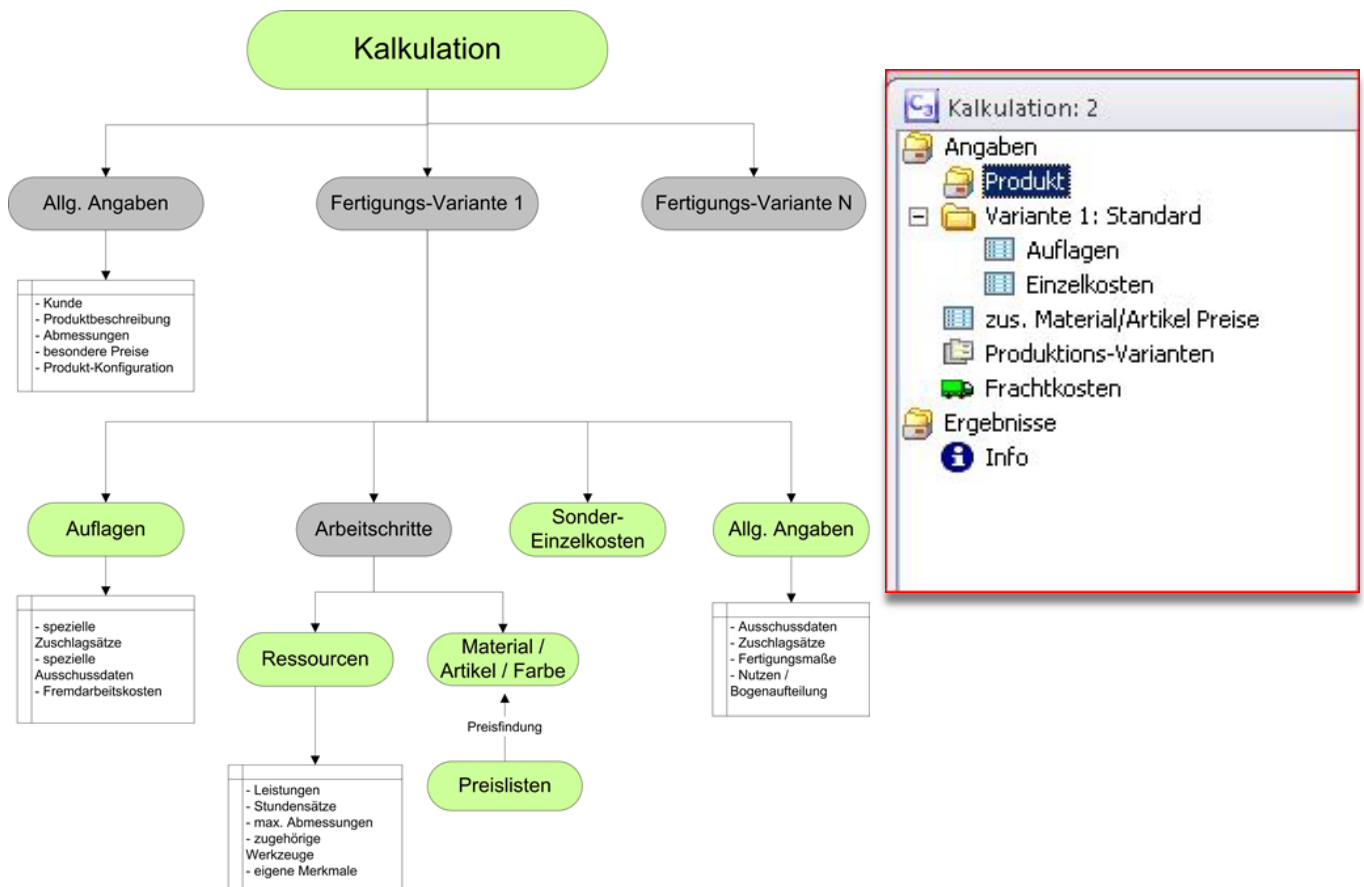 Kalkulation
Allg. Angaben
Fertigungs-Variante 1
Fertigungs-Variante N
- Kunde
- Produktbeschreibung
- Abmessungen
- besondere Preise
- Produkt-Konfiguration
Auflagen
Arbeitschritte
Sonder-
Einzelkosten
Allg. Angaben
- spezielle
Zuschlagsätze
- spezielle
Ausschussdaten
- Fremdarbeitskosten
Ressourcen
Material /
Artikel / Farbe
- Ausschussdaten
- Zuschlagsätze
- Fertigungsmaße
- Nutzen /
Bogenaufteilung
Preisfindung
Preislisten
- Leistungen
- Stundensätze
- max. Abmessungen
- zugehörige
Werkzeuge
- eigene Merkmale
C3 Kalkulation: 2
Angaben
Produkt
Variante 1: Standard
Auflagen
Einzelkosten
zus. Material/Artikel Preise
Produktions-Varianten
Frachtkosten
Ergebnisse
Info